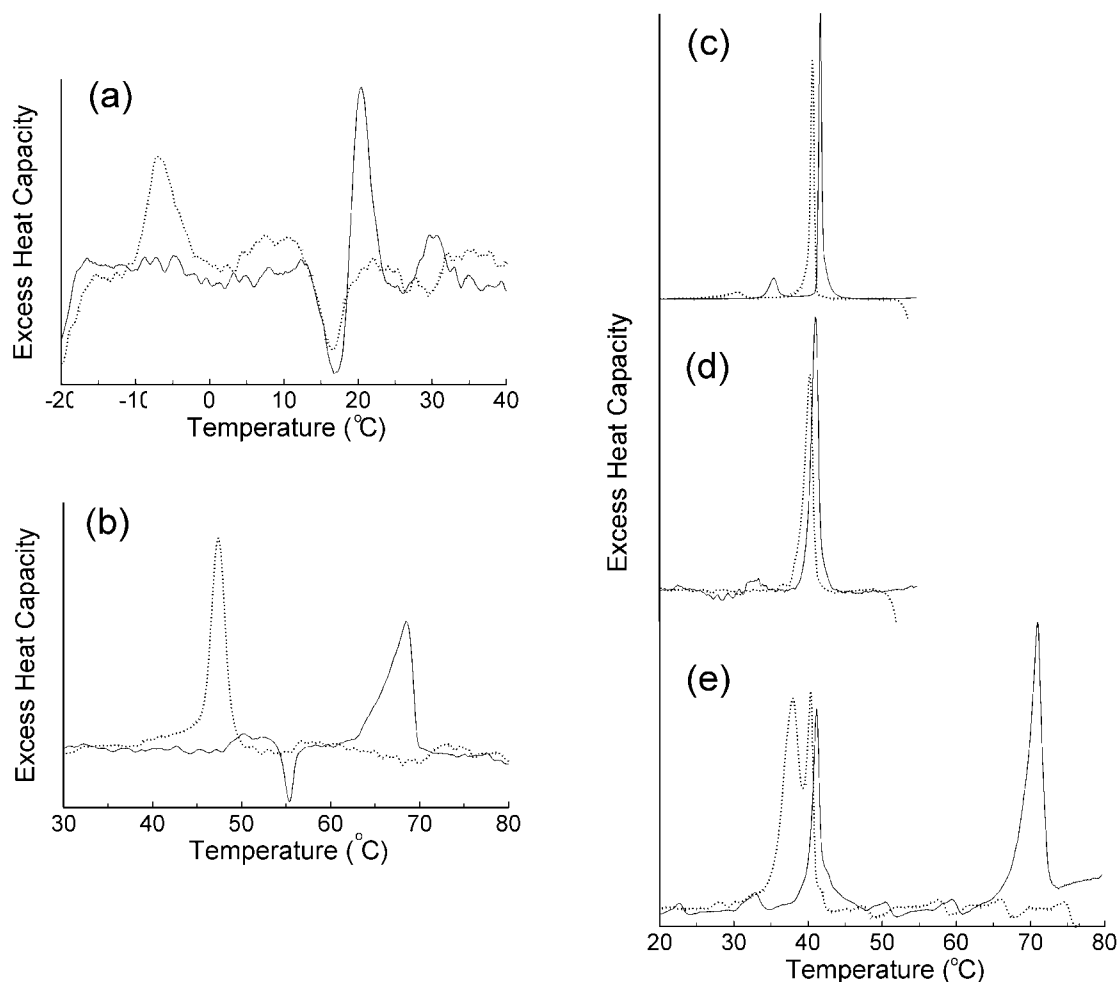 (a)
Excess Heat Capacity
-20 -10 0 10 20 30 40
Temperature (°C)
(b)
Excess Heat Capacity
30 40 50 60 70 80
Temperature (°C)
(c)
(d)
Excess Heat Capacity
(e)
20 30 40 50 60 70 80
Temperature (°C)